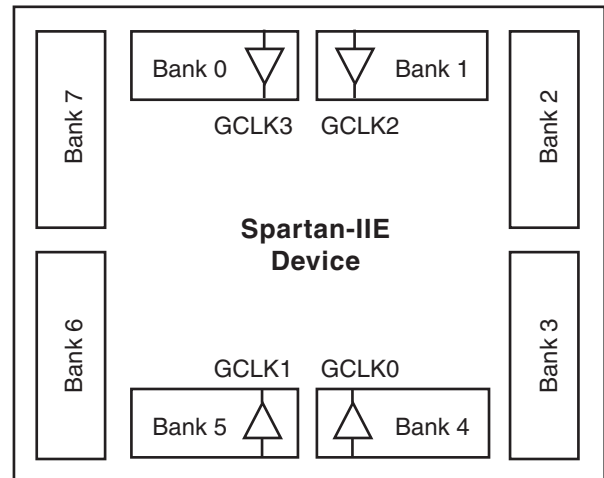 Bank 0
Bank 1
Bank 7
Bank 2
GCLK3
GCLK2
Spartan-IIE
Device
Bank 6
Bank 3
GCLK1
GCLK0
Bank 5
Bank 4